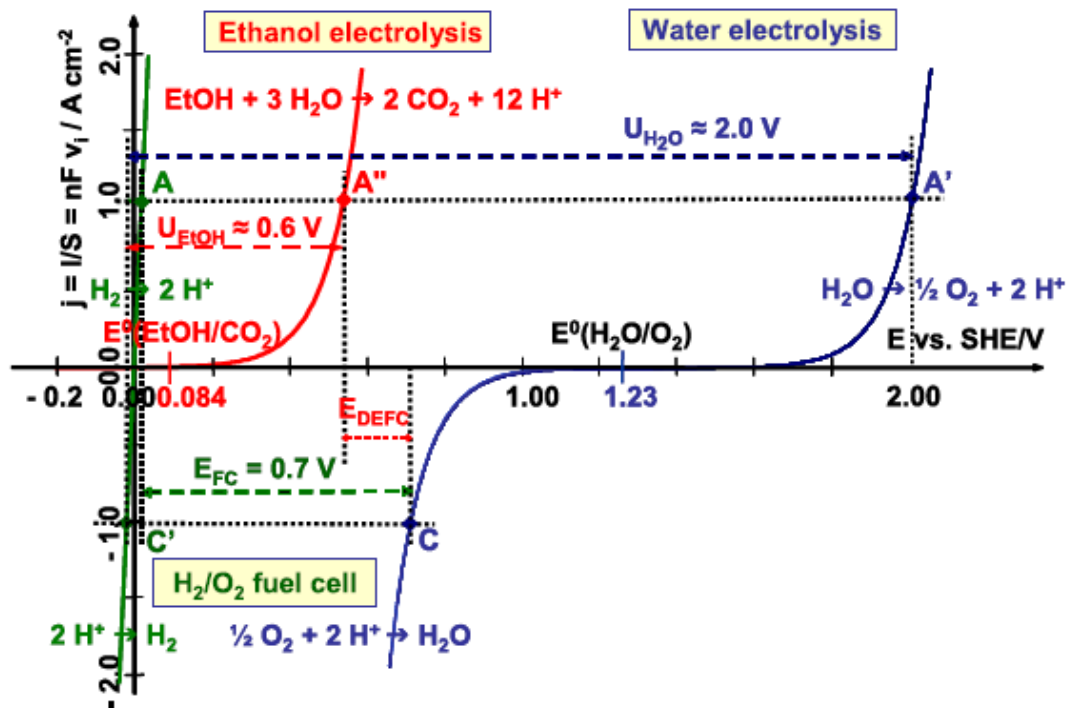 Ethanol electrolysis
Water electrolysis
j = I/S = nF vᵢ / A cm⁻²
2.0
1.0
0.0
- 1.0
- 2.0
EtOH + 3 H₂O → 2 CO₂ + 12 H⁺
U_H₂O ≈ 2.0 V
A
A"
A'
U_EtOH ≈ 0.6 V
H₂ → 2 H⁺
H₂O → ½ O₂ + 2 H⁺
E⁰(EtOH/CO₂)
E⁰(H₂O/O₂)
E vs. SHE/V
- 0.2
0.00
0.084
1.00
1.23
2.00
E_DEFC
E_FC = 0.7 V
C'
C
H₂/O₂ fuel cell
2 H⁺ → H₂
½ O₂ + 2 H⁺ → H₂O